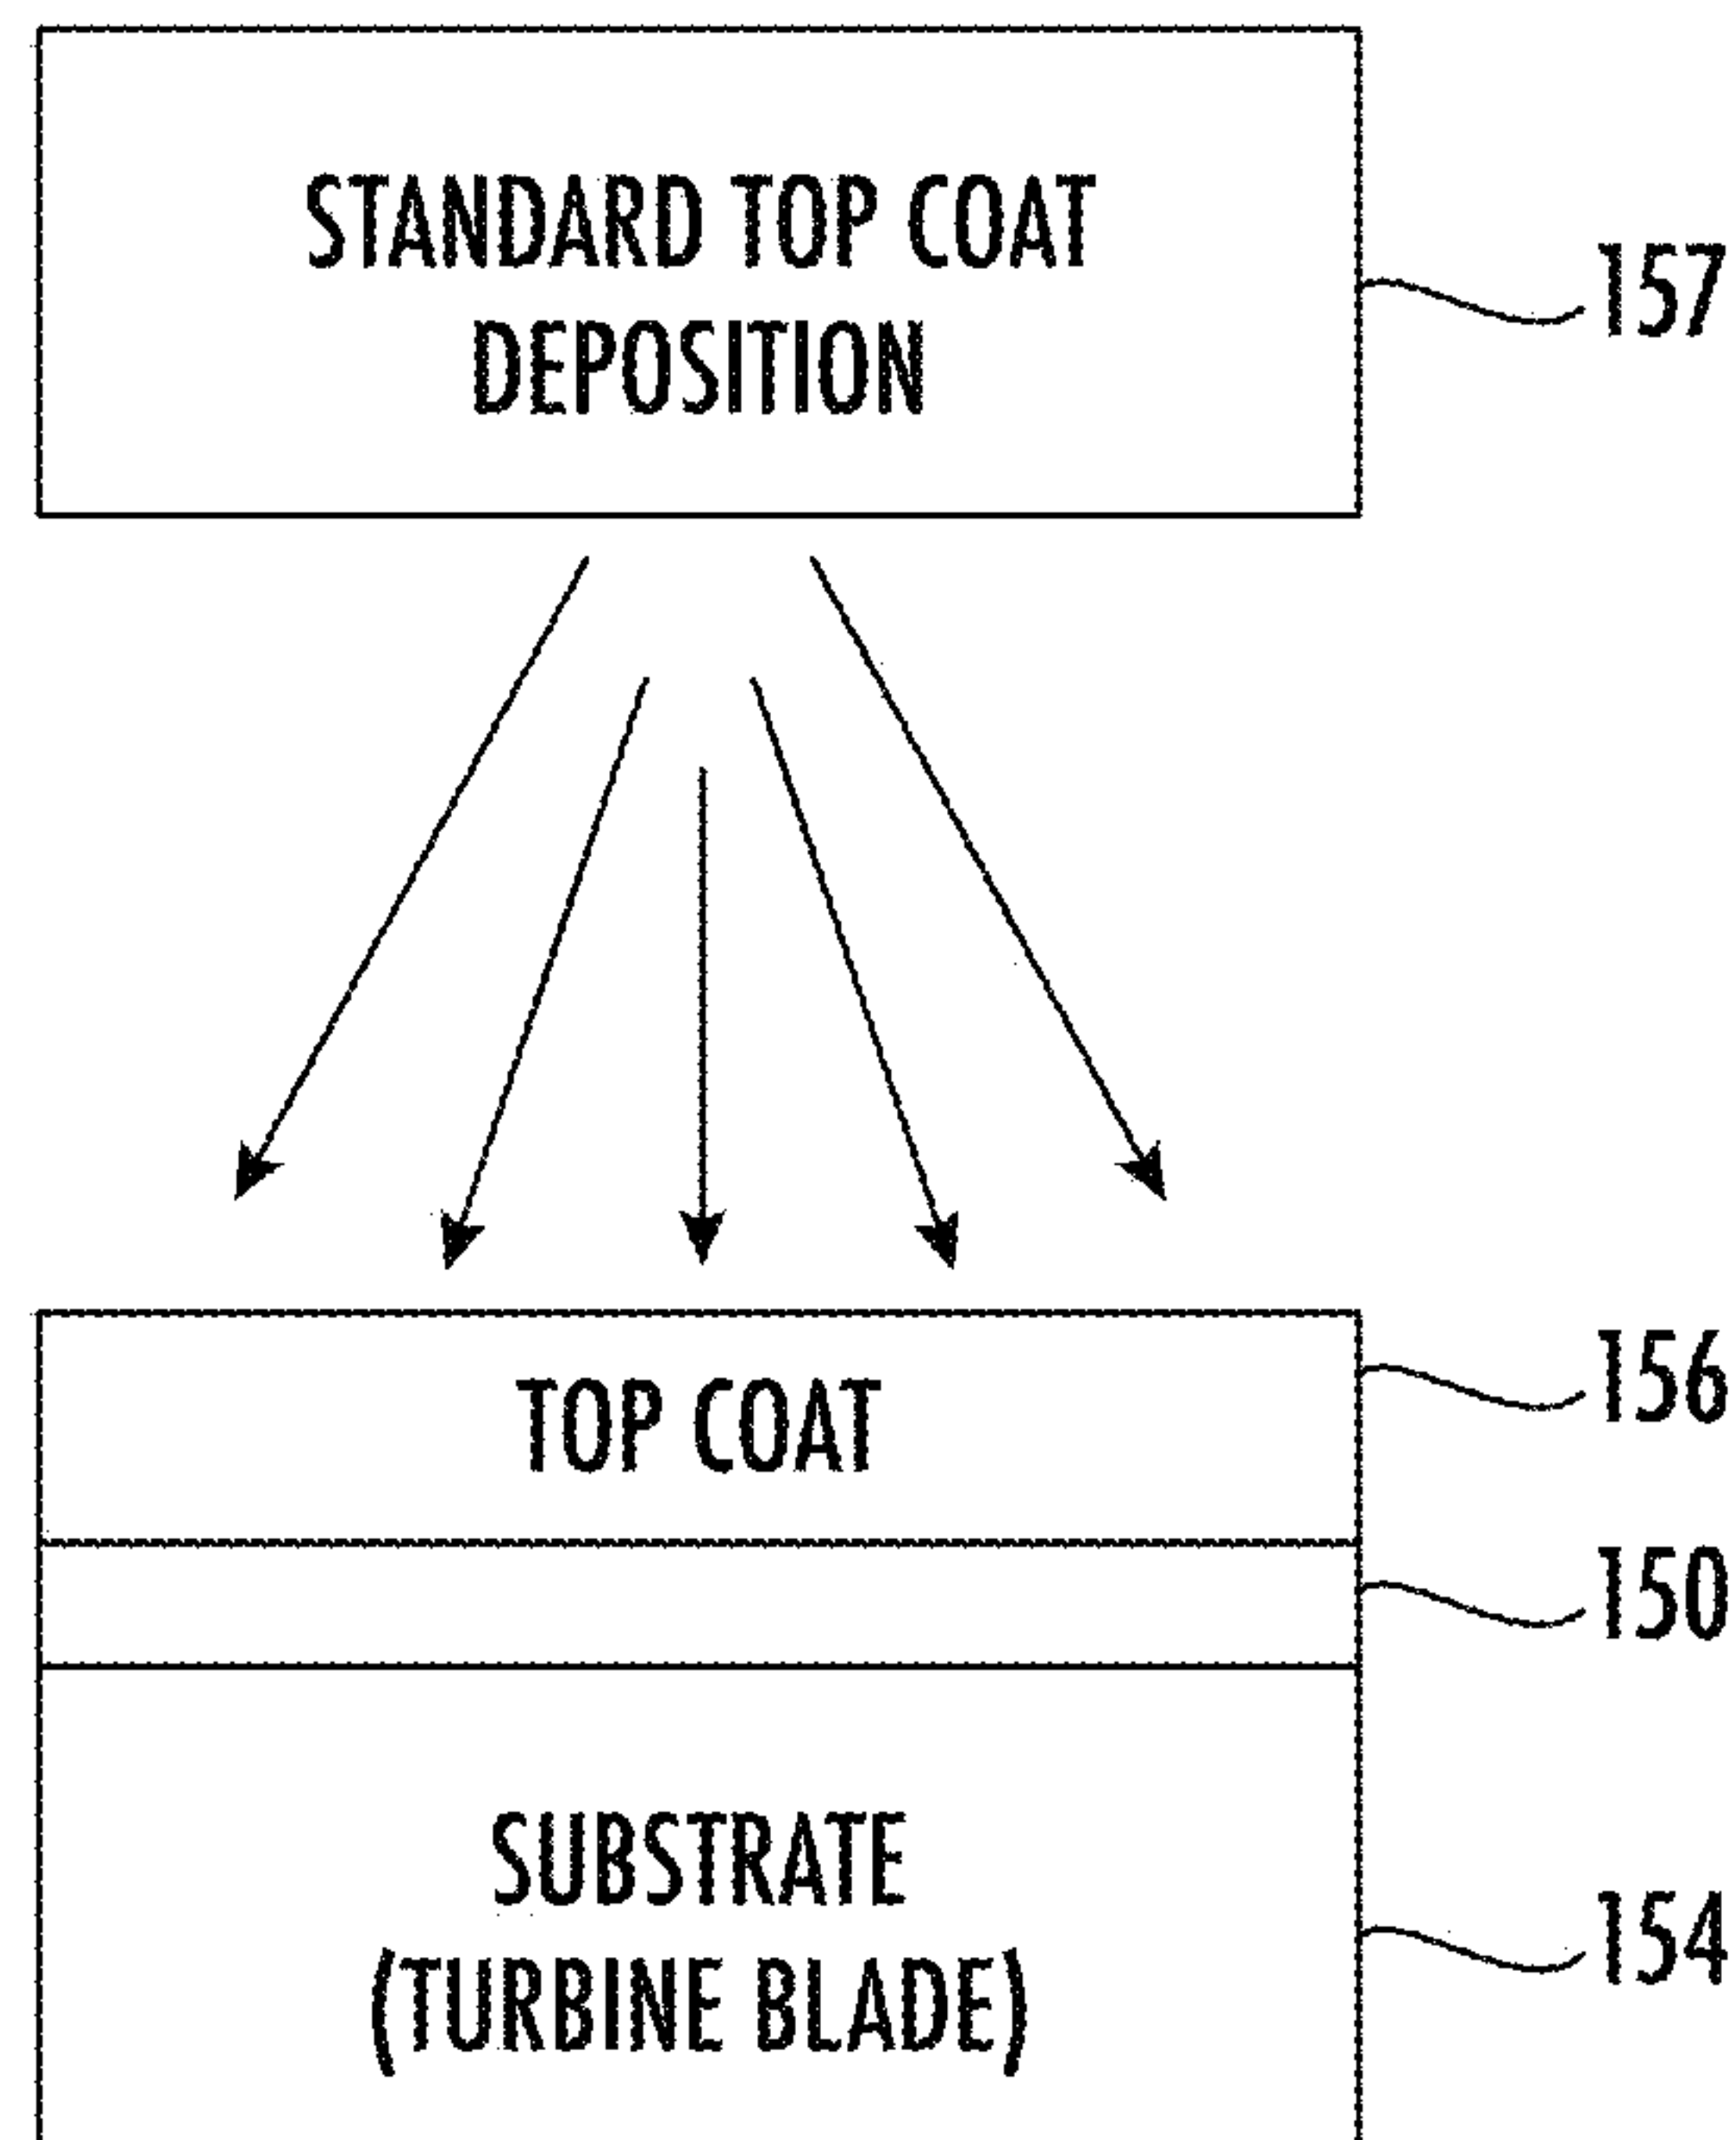 STANDARD TOP COAT
DEPOSITION
157
TOP COAT
156
150
SUBSTRATE
(TURBINE BLADE)
154